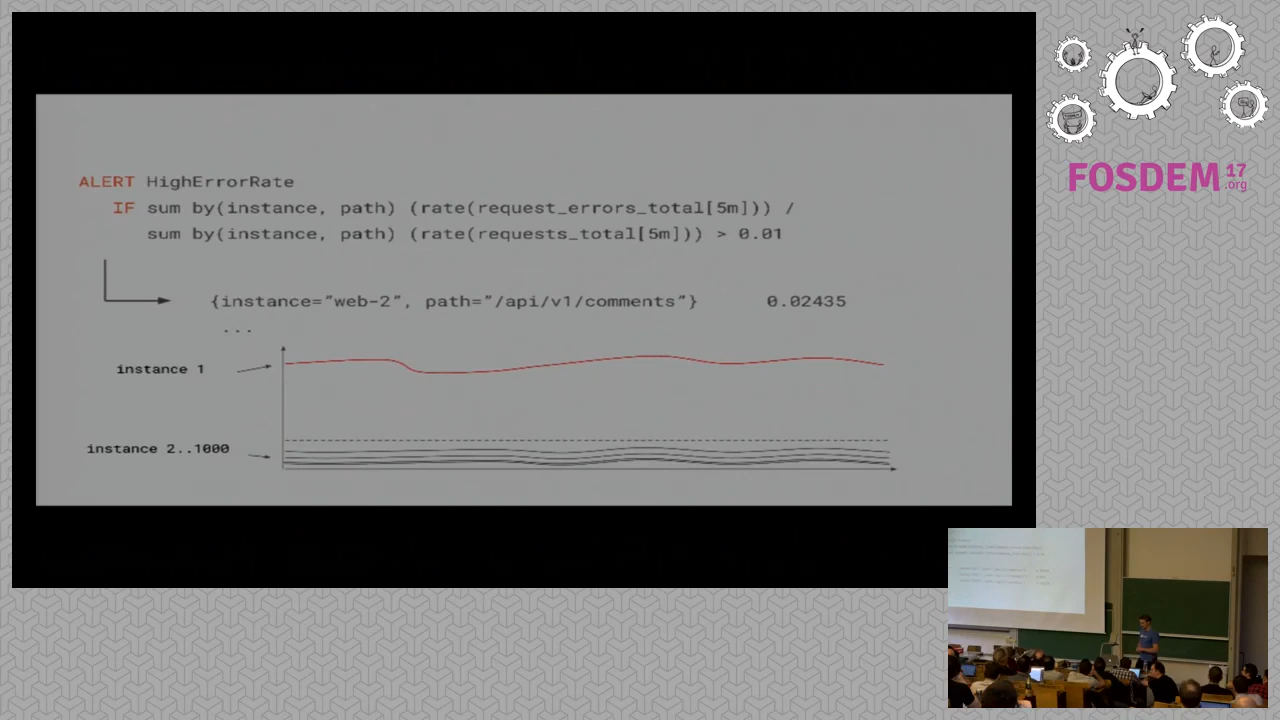 ALERT HighErrorRate
IF sum by(instance, path) (rate(request_errors_total[5m])) /
sum by(instance, path) (rate(requests_total[5m])) > 0.01
{instance="web-2", path="/api/v1/comments"} 0.02435
...
instance 1
instance 2..1000
FOSDEM 17
.org